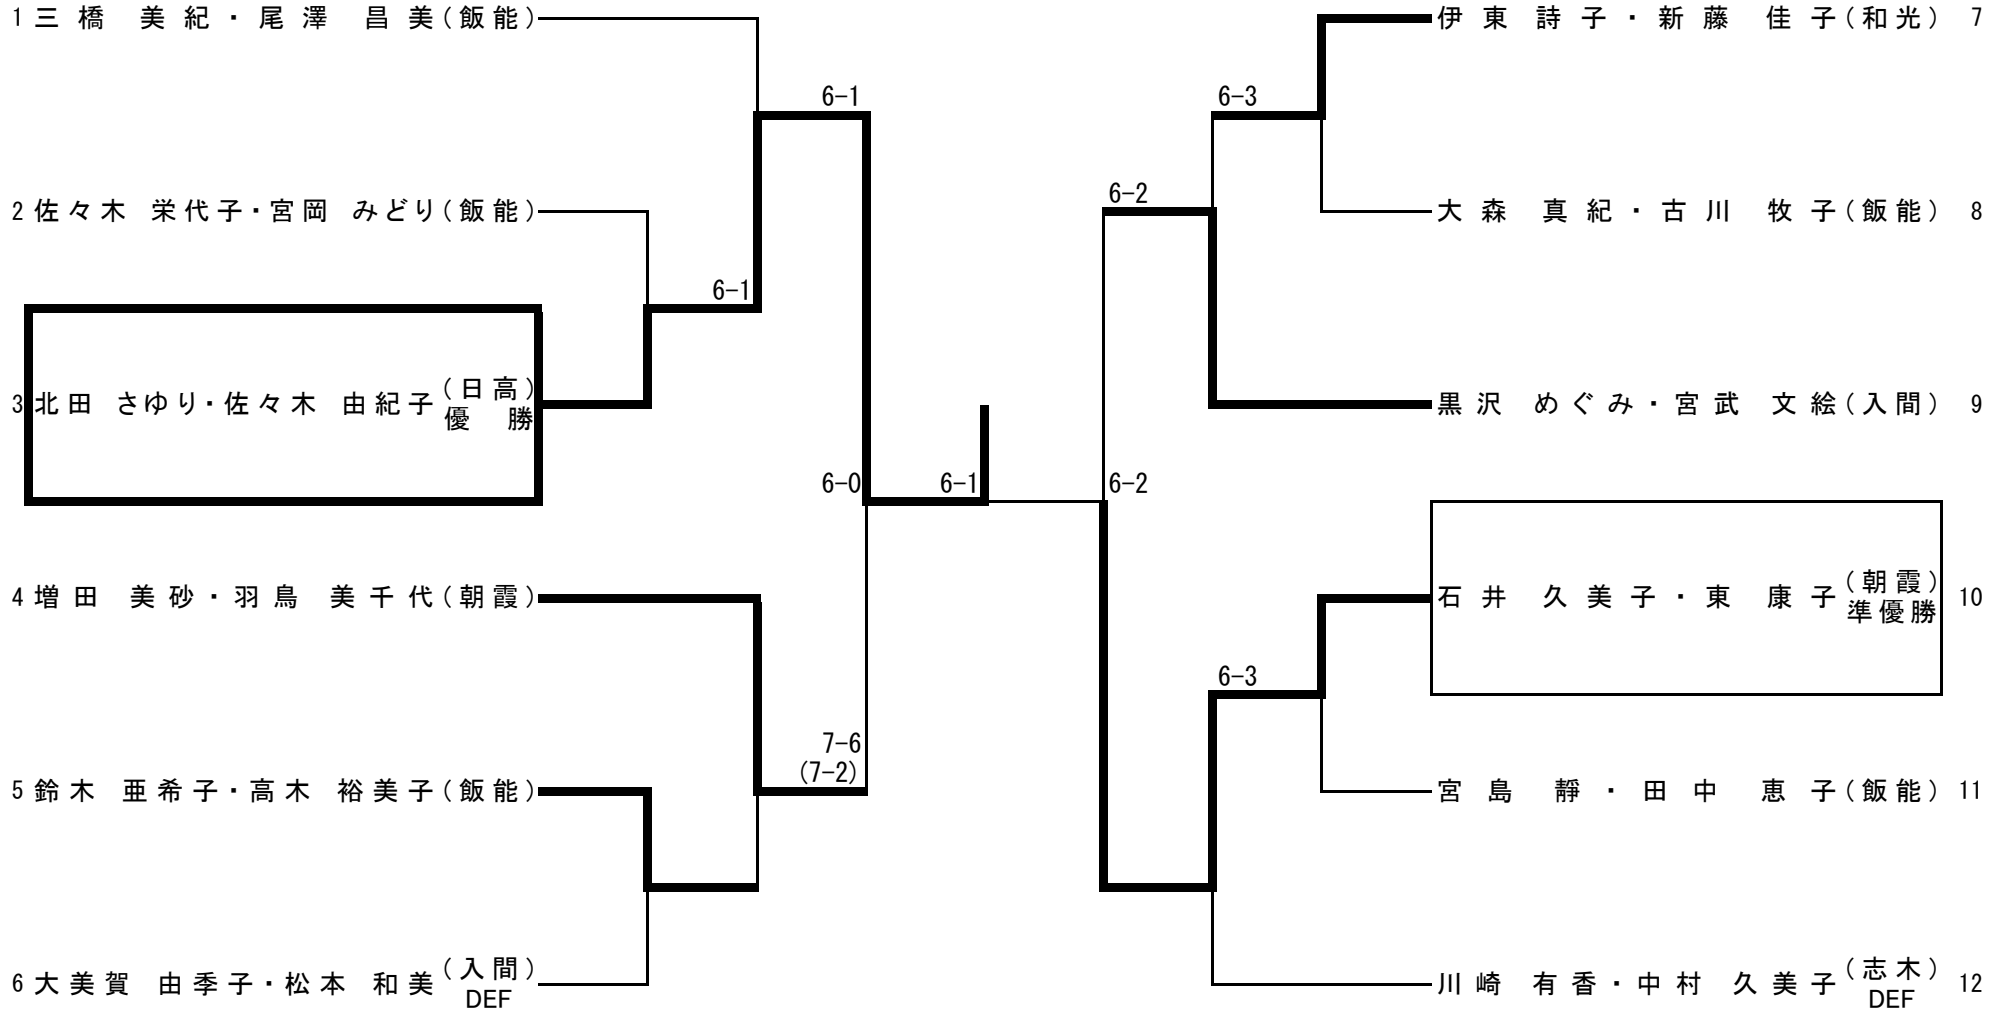 1 三橋 美紀・尾澤 昌美(飯能)
6-1
2 佐々木 栄代子・宮岡 みどり(飯能)
6-1
3 北田 さゆり・佐々木 由紀子(日高)
優 勝
6-0
6-1
4 増田 美砂・羽鳥 美千代(朝霞)
7-6
(7-2)
5 鈴木 亜希子・高木 裕美子(飯能)
6 大美賀 由季子・松本 和美(入間)
DEF
伊東 詩子・新藤 佳子(和光) 7
6-3
6-2
大森 真紀・古川 牧子(飯能) 8
黒沢 めぐみ・宮武 文絵(入間) 9
6-2
石井 久美子・東 康子(朝霞) 10
準優勝
6-3
宮島 靜・田中 恵子(飯能) 11
川崎 有香・中村 久美子(志木) 12
DEF